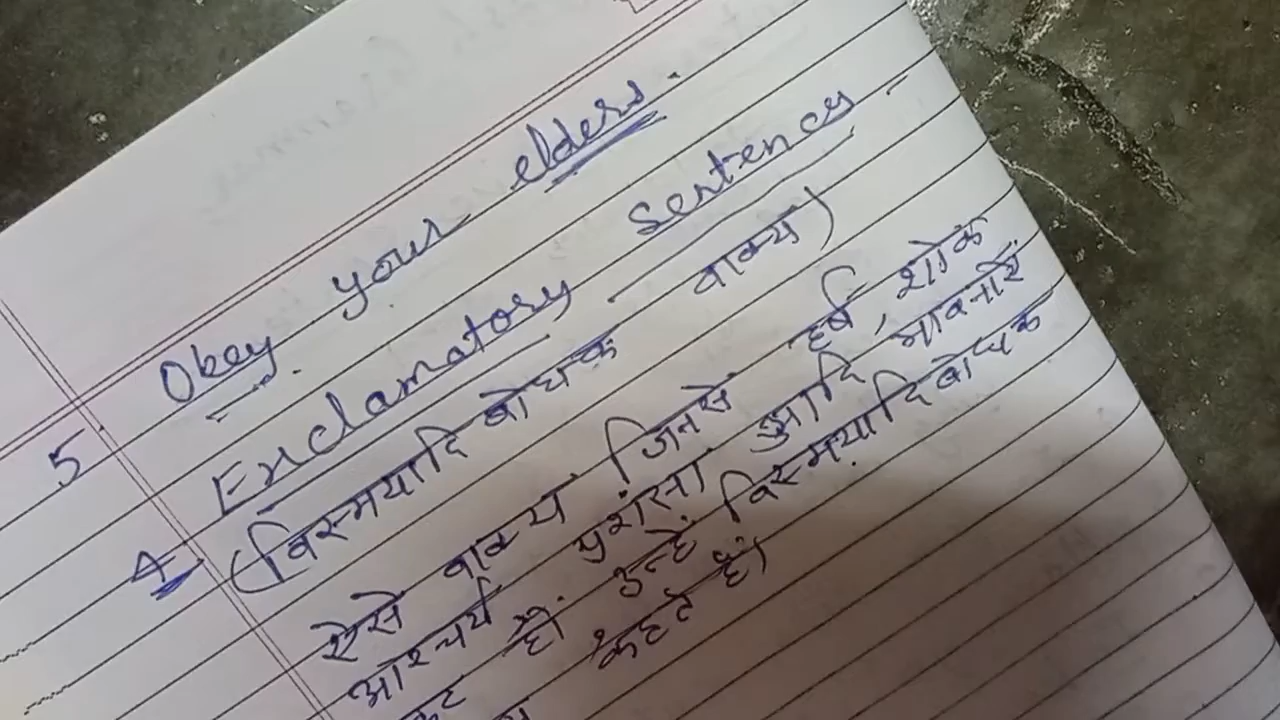 5 Obey your elders.
Exclamatory sentences -
4 (विस्मयादि बोधक वाक्य)
ऐसे वाक्य जिनसे हर्ष, शोक
आश्चर्य प्रशंसा आदि भावनाऐं
हों उन्हें विस्मयादिबोधक
कहते हैं।